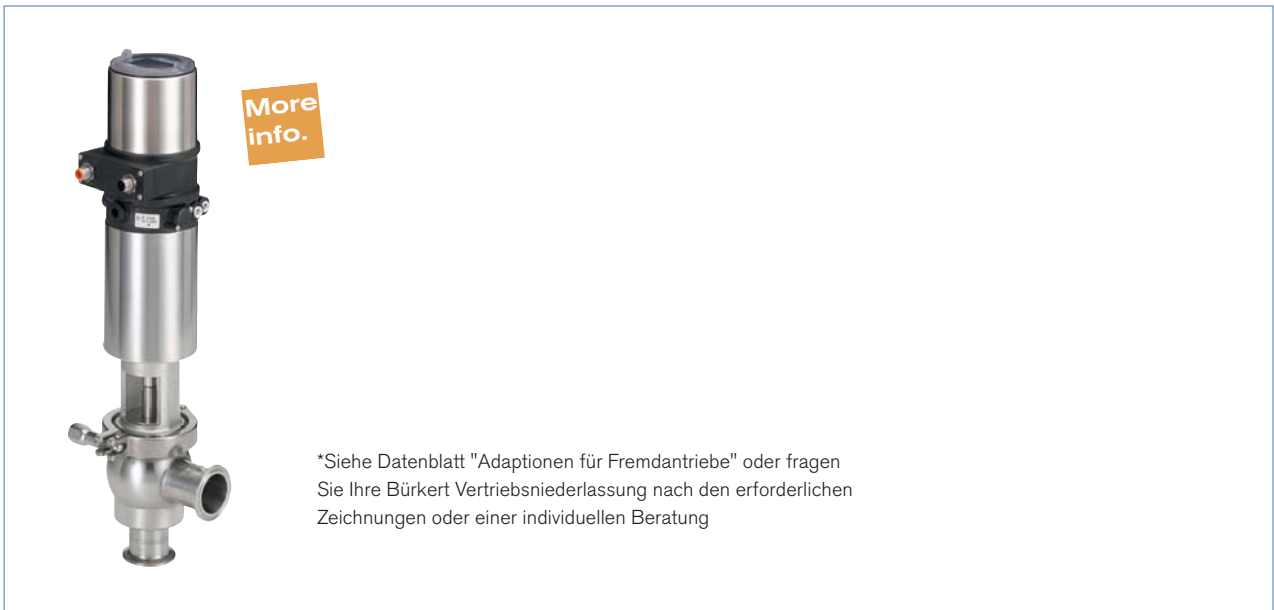 More
info.
*Siehe Datenblatt "Adaptionen für Fremdantriebe" oder fragen
Sie Ihre Bürkert Vertriebsniederlassung nach den erforderlichen
Zeichnungen oder einer individuellen Beratung